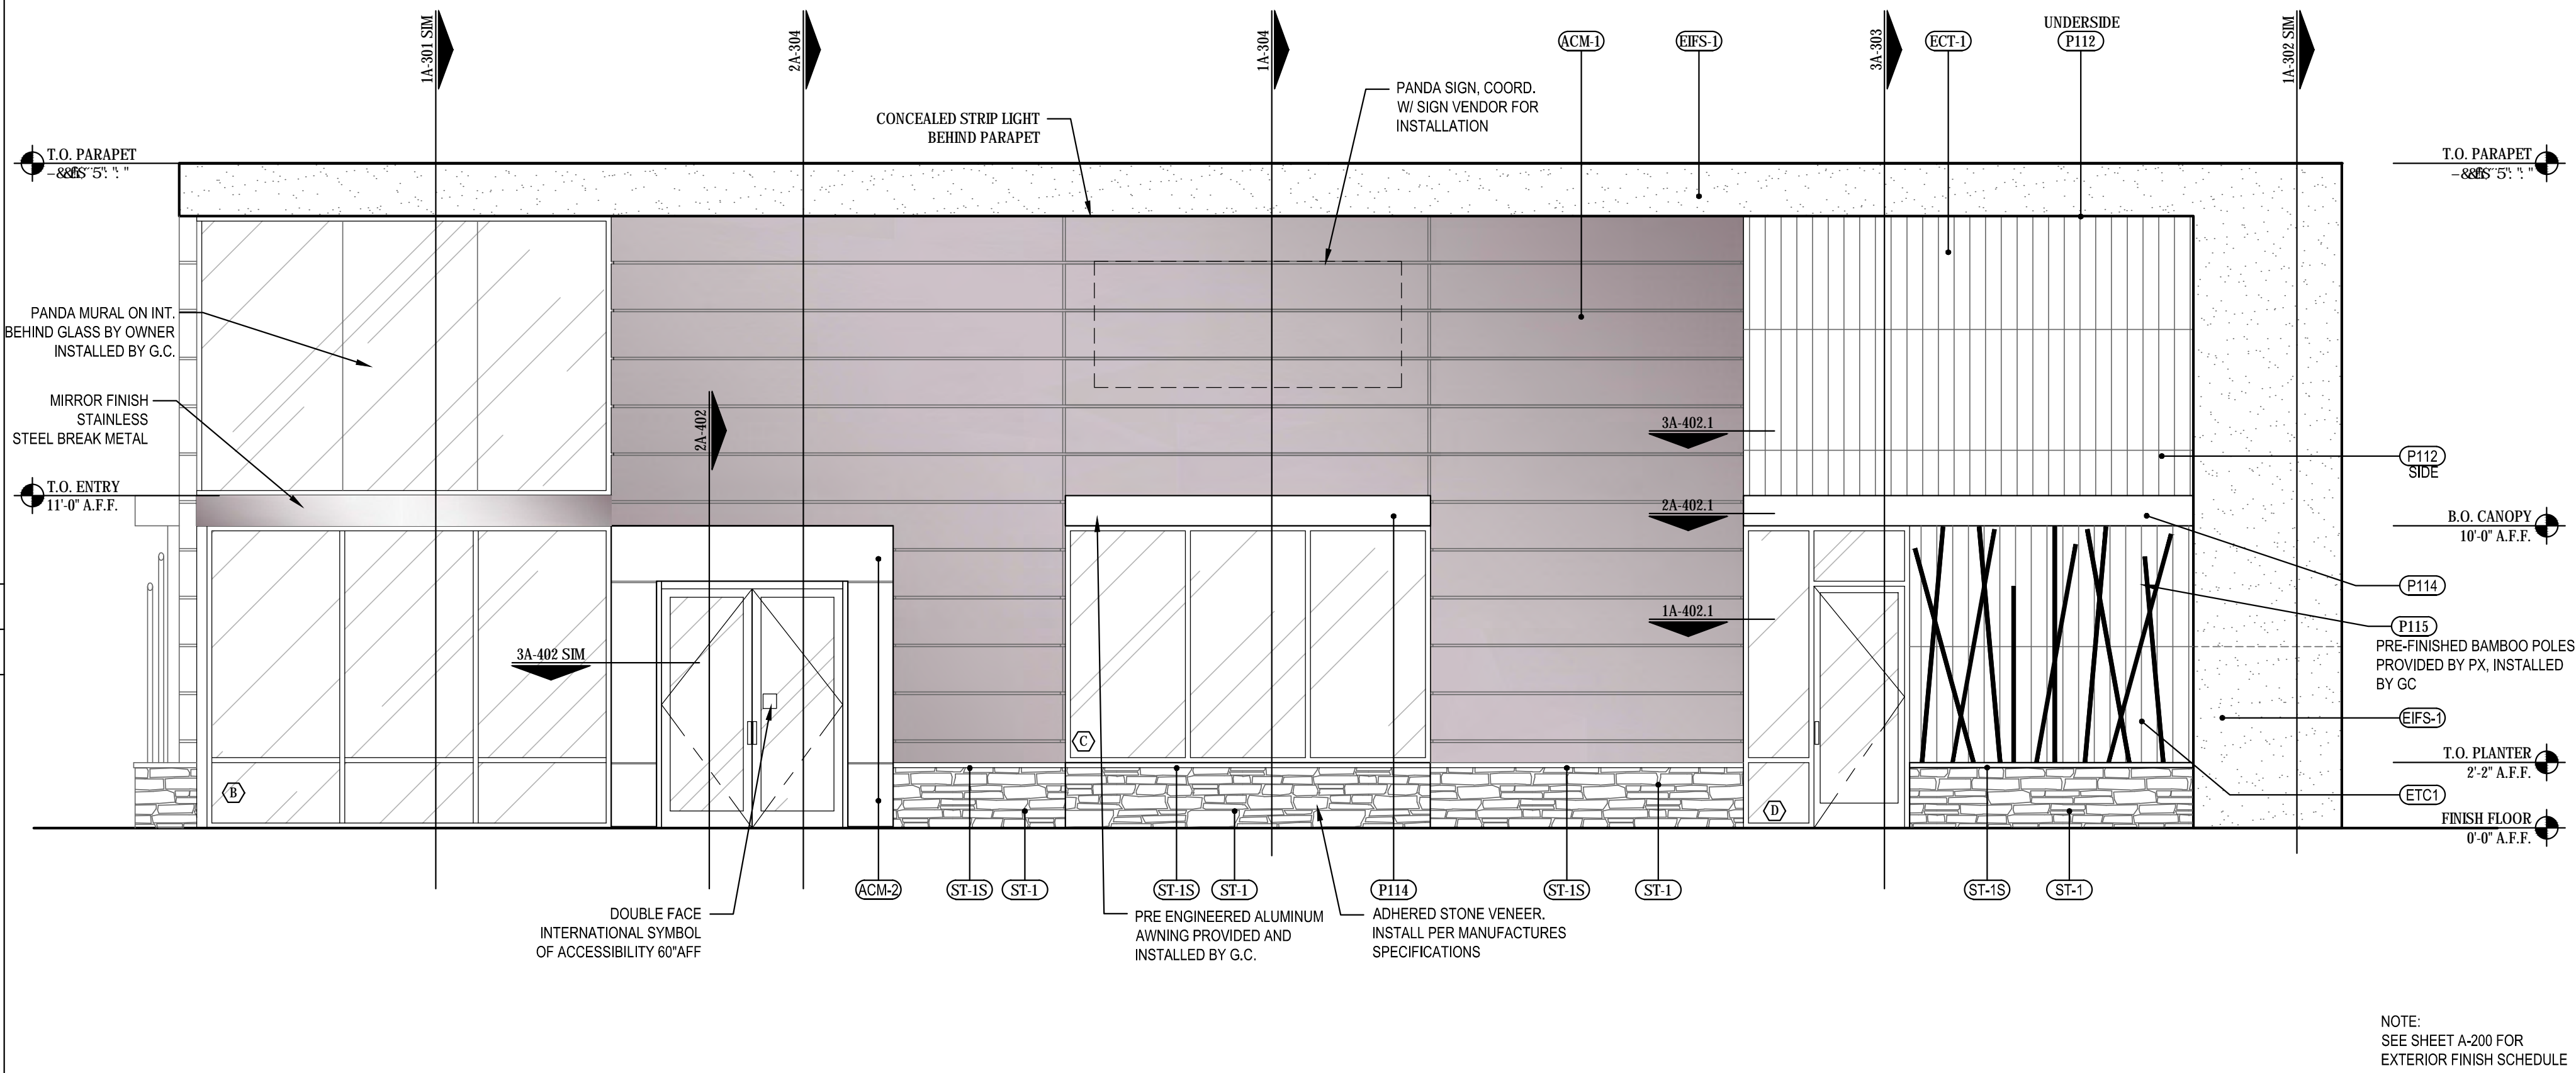 1A-301 SIM
2A-304
1A-304
ACM-1
EIFS-1
3A-303
ECT-1
UNDERSIDE
P112
1A-302 SIM
PANDA SIGN, COORD.
W/ SIGN VENDOR FOR
INSTALLATION
CONCEALED STRIP LIGHT
BEHIND PARAPET
T.O. PARAPET
T.O. PARAPET
PANDA MURAL ON INT.
BEHIND GLASS BY OWNER
INSTALLED BY G.C.
MIRROR FINISH
STAINLESS
STEEL BREAK METAL
2A-402
3A-402.1
P112
SIDE
T.O. ENTRY
11'-0" A.F.F.
2A-402.1
B.O. CANOPY
10'-0" A.F.F.
P114
1A-402.1
P115
PRE-FINISHED BAMBOO POLES
PROVIDED BY PX, INSTALLED
BY GC
3A-402 SIM
EIFS-1
C
T.O. PLANTER
2'-2" A.F.F.
B
ETC1
D
FINISH FLOOR
0'-0" A.F.F.
ACM-2
ST-1S
ST-1
ST-1S
ST-1
P114
ST-1S
ST-1
ST-1S
ST-1
DOUBLE FACE
INTERNATIONAL SYMBOL
OF ACCESSIBILITY 60"AFF
PRE ENGINEERED ALUMINUM
AWNING PROVIDED AND
INSTALLED BY G.C.
ADHERED STONE VENEER.
INSTALL PER MANUFACTURES
SPECIFICATIONS
NOTE:
SEE SHEET A-200 FOR
EXTERIOR FINISH SCHEDULE